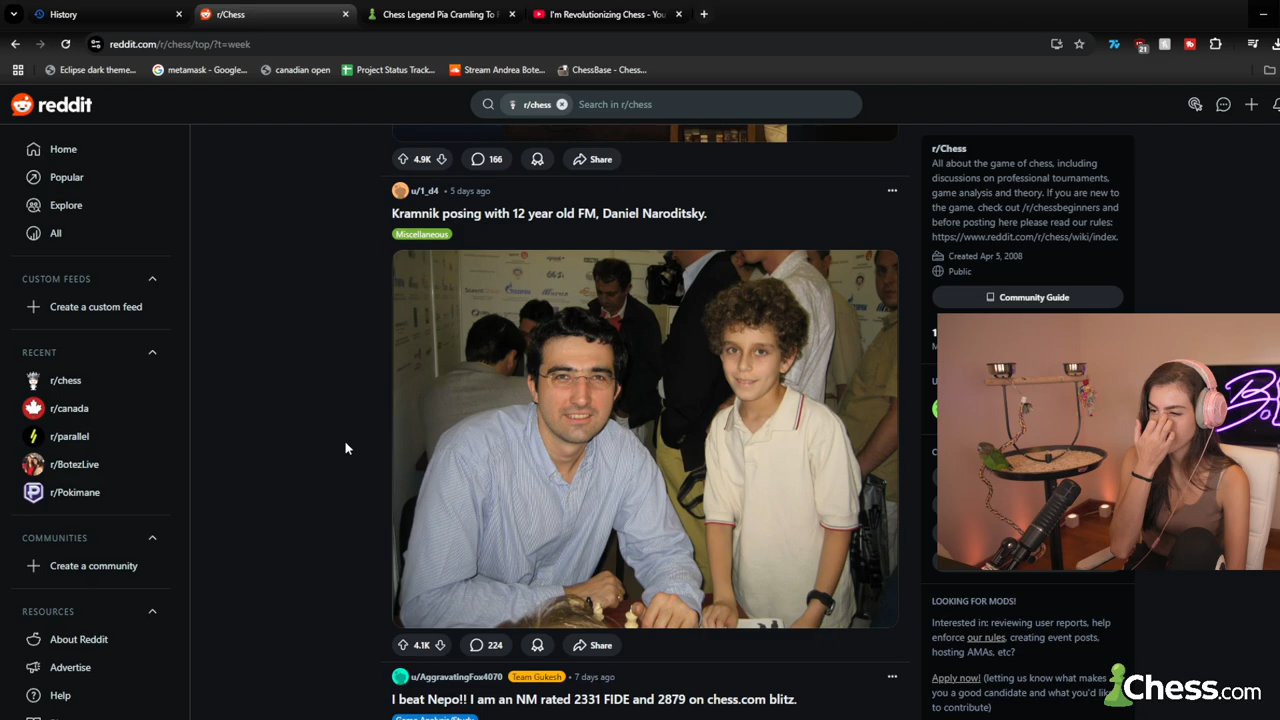 History
r/Chess
Chess Legend Pia Cramling To F
I'm Revolutionizing Chess - You
reddit.com/r/chess/top/?t=week
21
Eclipse dark theme...
metamask - Google...
canadian open
Project Status Track...
Stream Andrea Bote...
ChessBase - Chess...
reddit
r/chess
Search in r/chess
Home
Popular
Explore
All
CUSTOM FEEDS
Create a custom feed
RECENT
r/chess
r/canada
r/parallel
r/BotezLive
r/Pokimane
COMMUNITIES
Create a community
RESOURCES
About Reddit
Advertise
Help
4.9K
166
Share
u/1_d4 • 5 days ago
Kramnik posing with 12 year old FM, Daniel Naroditsky.
Miscellaneous
4.1K
224
Share
u/AggravatingFox4070 Team Gukesh • 7 days ago
I beat Nepo!! I am an NM rated 2331 FIDE and 2879 on chess.com blitz.
Game Analysis/Study
r/Chess
All about the game of chess, including
discussions on professional tournaments,
game analysis and theory. If you are new to
the game, check out /r/chessbeginners and
before posting here please read our rules:
https://www.reddit.com/r/chess/wiki/index.
Created Apr 5, 2008
Public
Community Guide
LOOKING FOR MODS!
Interested in: reviewing user reports, help
enforce our rules, creating event posts,
hosting AMAs, etc?
Apply now! (letting us know what makes
you a good candidate and what you'd like
to contribute)
Chess.com